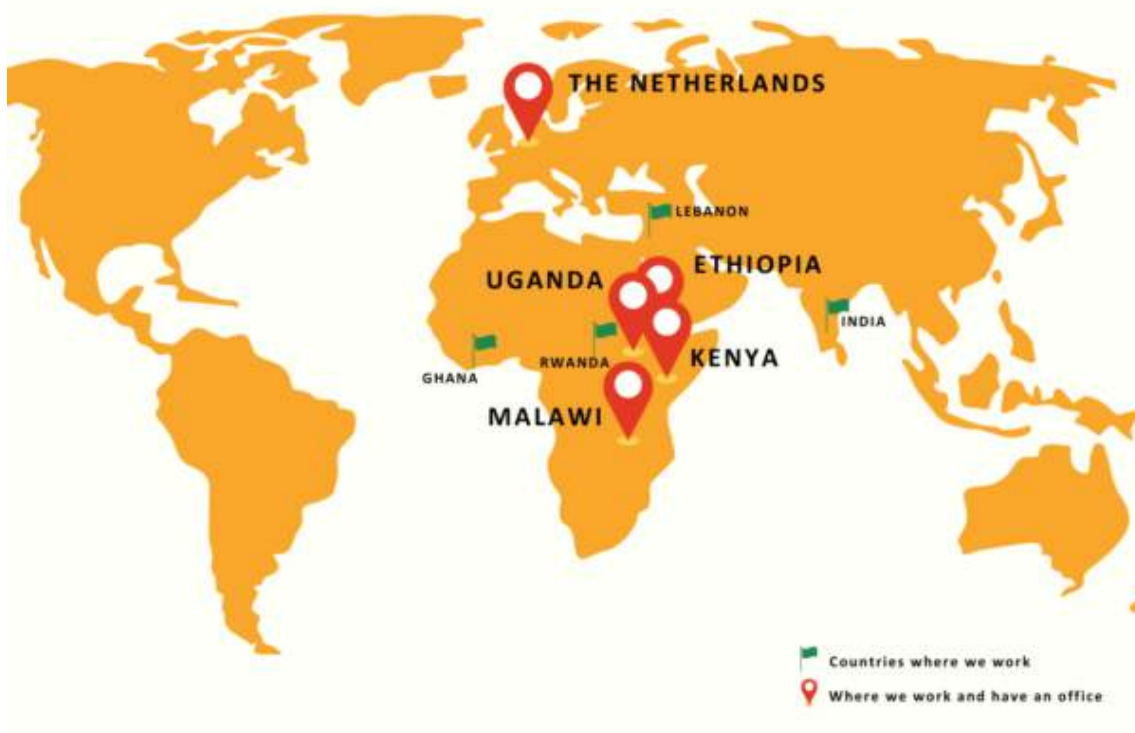 THE NETHERLANDS
LEBANON
ETHIOPIA
UGANDA
INDIA
RWANDA
KENYA
GHANA
MALAWI
Countries where we work
Where we work and have an office